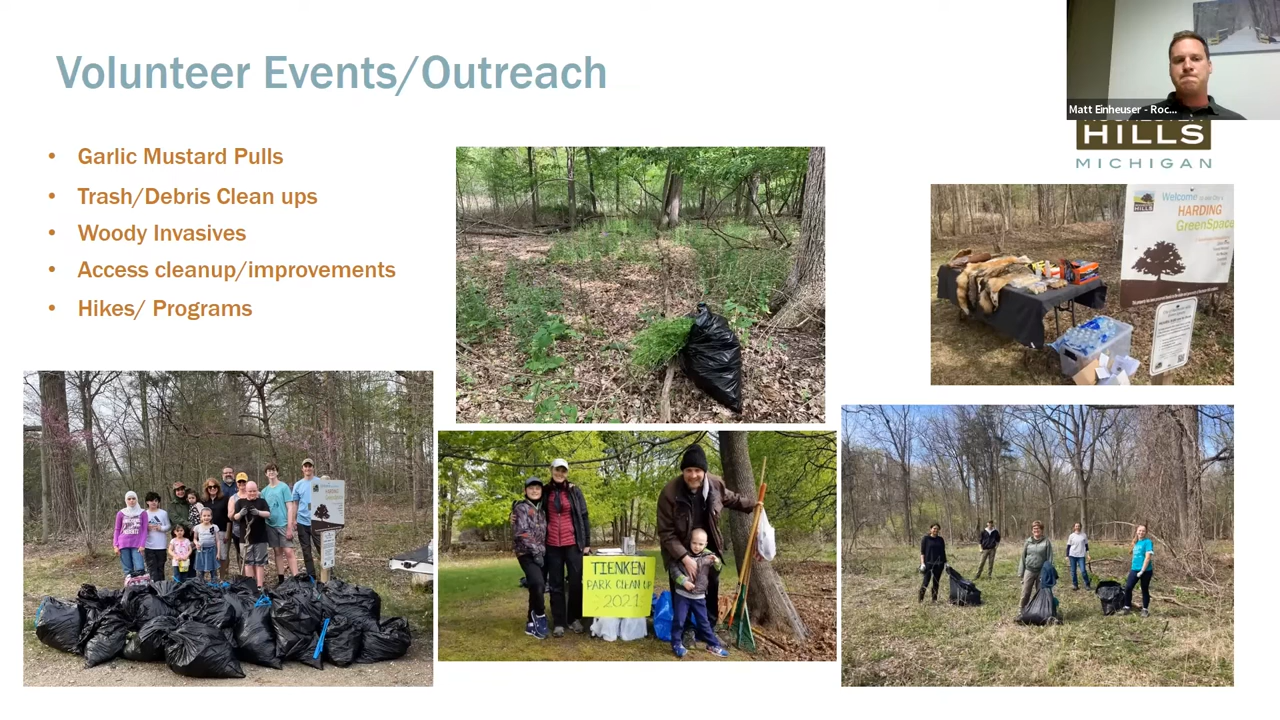 Volunteer Events/Outreach
Matt Einheuser - Roc...
HILLS
MICHIGAN
• Garlic Mustard Pulls
• Trash/Debris Clean ups
• Woody Invasives
• Access cleanup/improvements
• Hikes/ Programs
Welcome
HARDING
GreenSpace
HILLS
TIENKEN
PARK CLEAN UP
2021